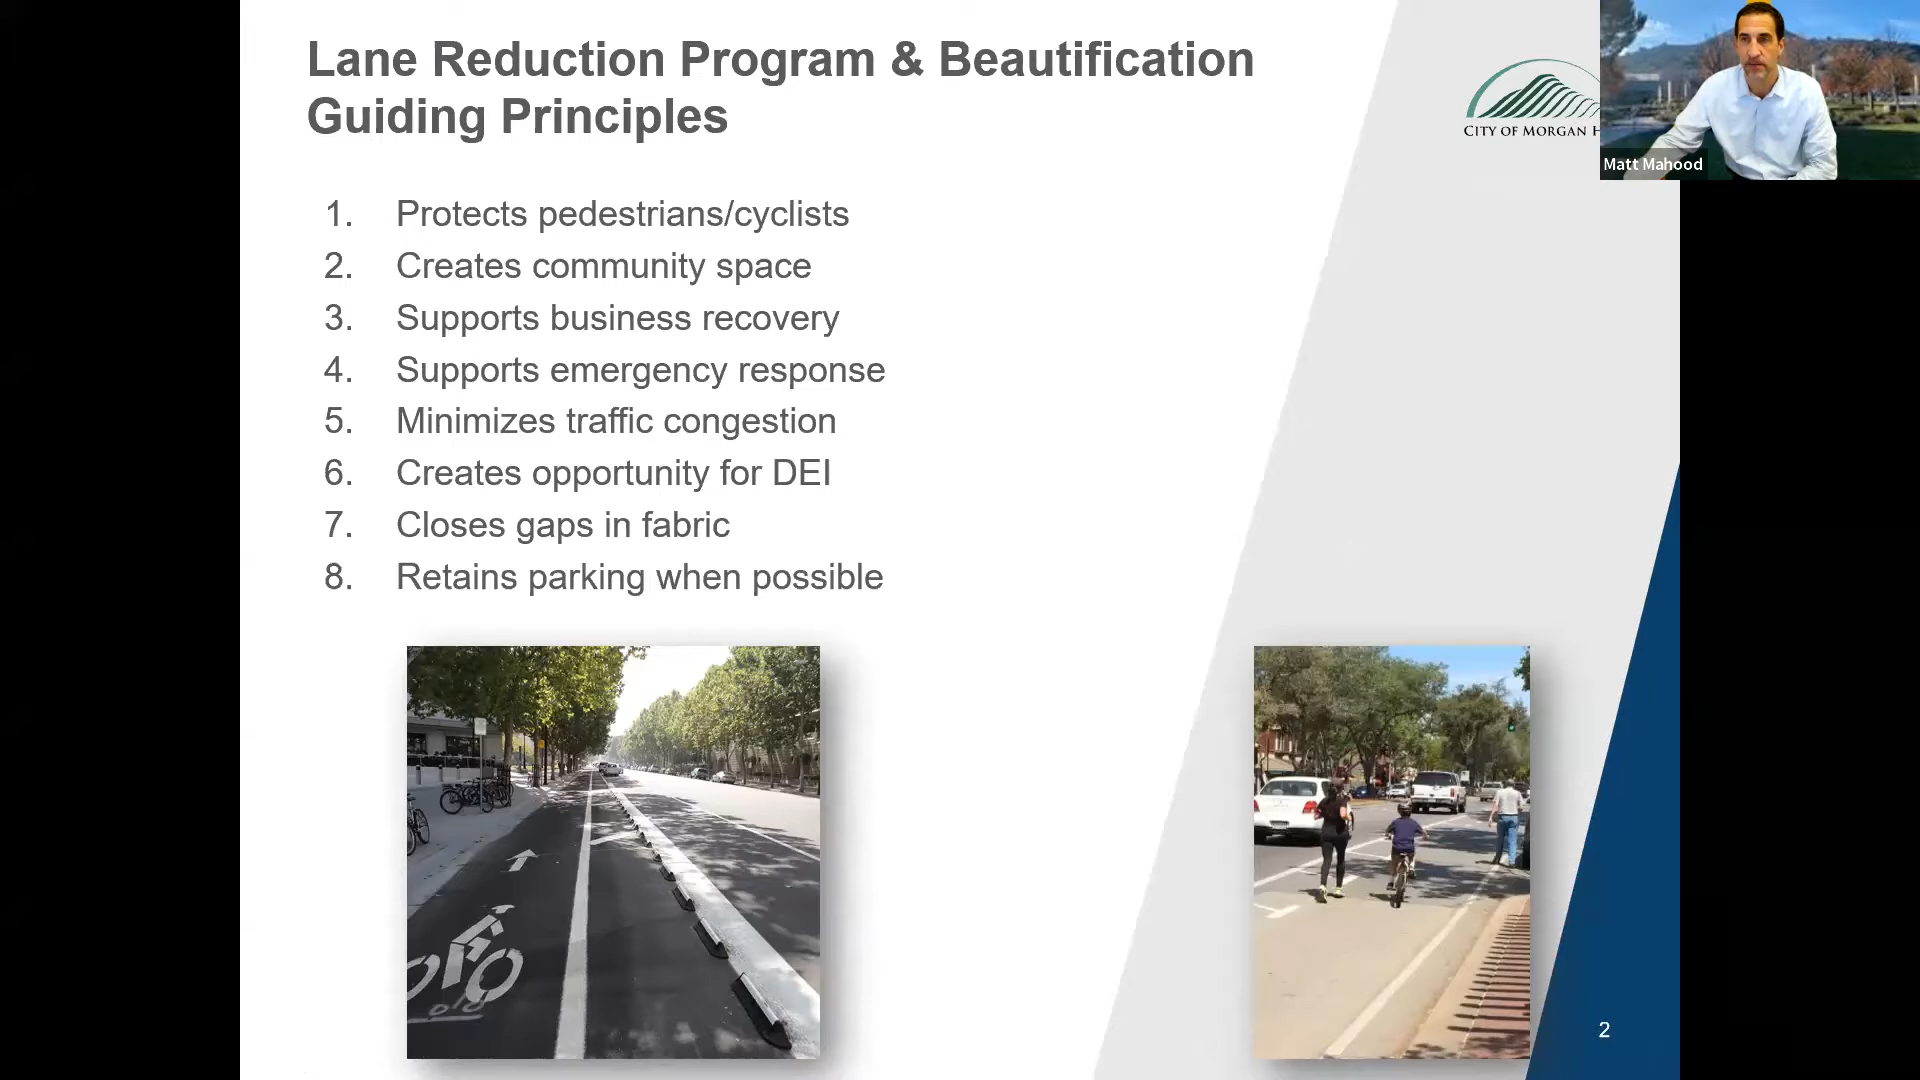 Lane Reduction Program & Beautification
Guiding Principles
CITY OF MORGAN H
Matt Mahood
1. Protects pedestrians/cyclists
2. Creates community space
3. Supports business recovery
4. Supports emergency response
5. Minimizes traffic congestion
6. Creates opportunity for DEI
7. Closes gaps in fabric
8. Retains parking when possible
2